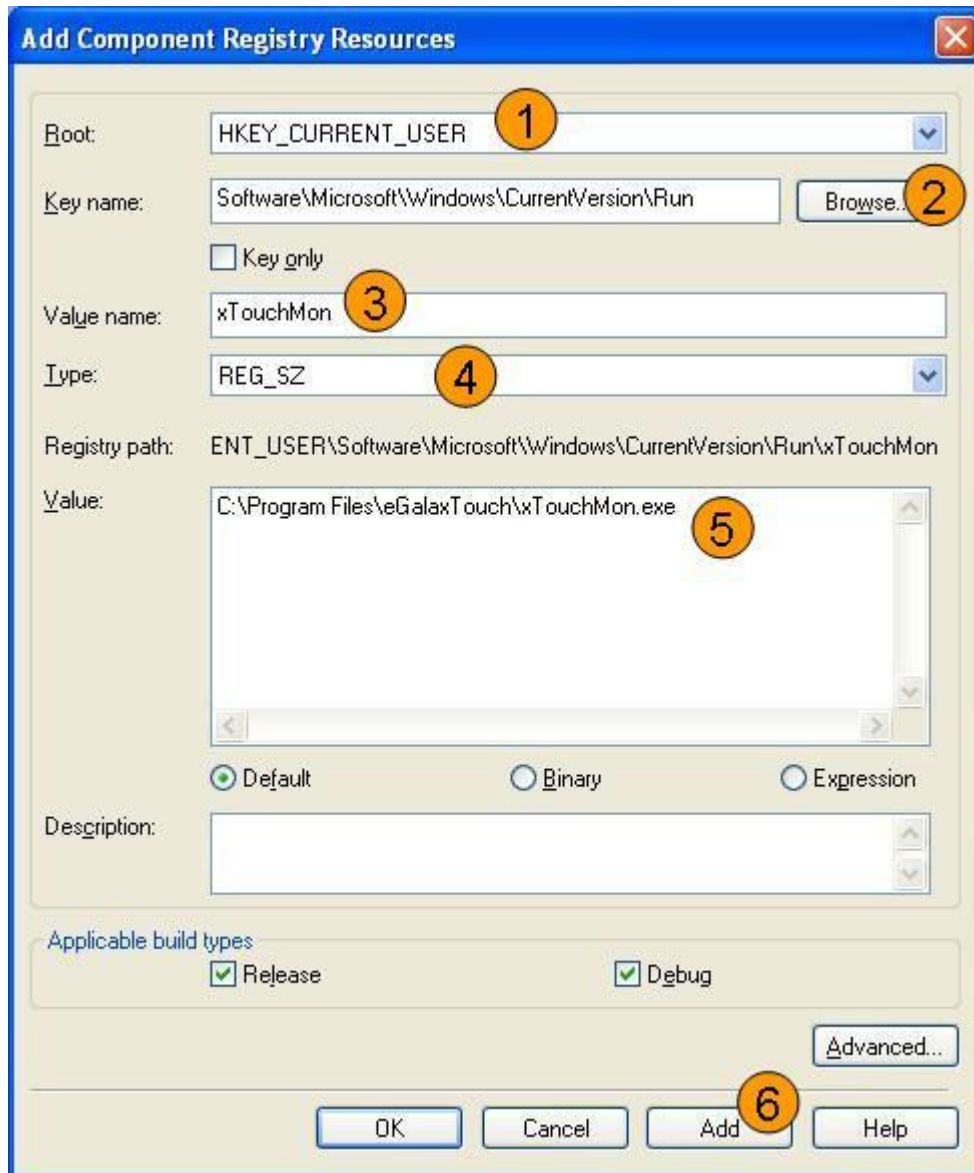 Add Component Registry Resources
Root: HKEY_CURRENT_USER 1
Key name: Software\Microsoft\Windows\CurrentVersion\Run Browse.. 2
Key only
Value name: xTouchMon 3
Type: REG_SZ 4
Registry path: ENT_USER\Software\Microsoft\Windows\CurrentVersion\Run\xTouchMon
Value: C:\Program Files\eGalaxTouch\xTouchMon.exe 5
Default Binary Expression
Description:
Applicable build types
Release Debug
Advanced...
OK Cancel Add 6 Help